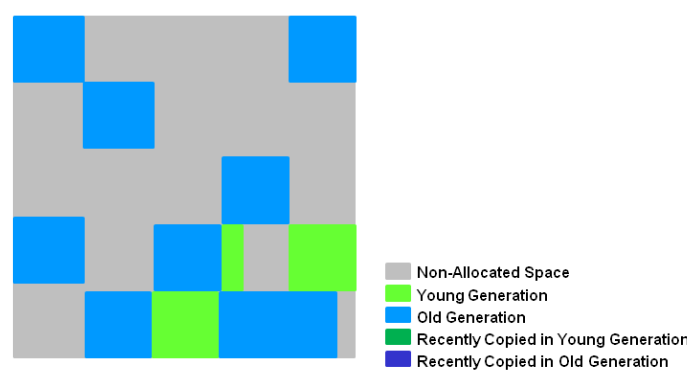 Non-Allocated Space
Young Generation
Old Generation
Recently Copied in Young Generation
Recently Copied in Old Generation